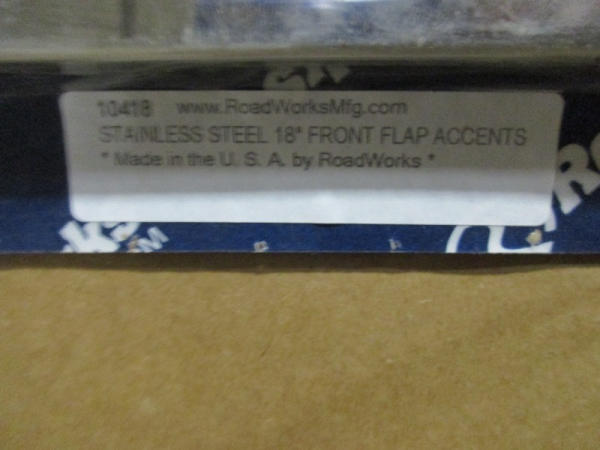 10418 www.RoadWorksMfg.com
STAINLESS STEEL 18" FRONT FLAP ACCENTS
* Made in the U. S. A. by RoadWorks *